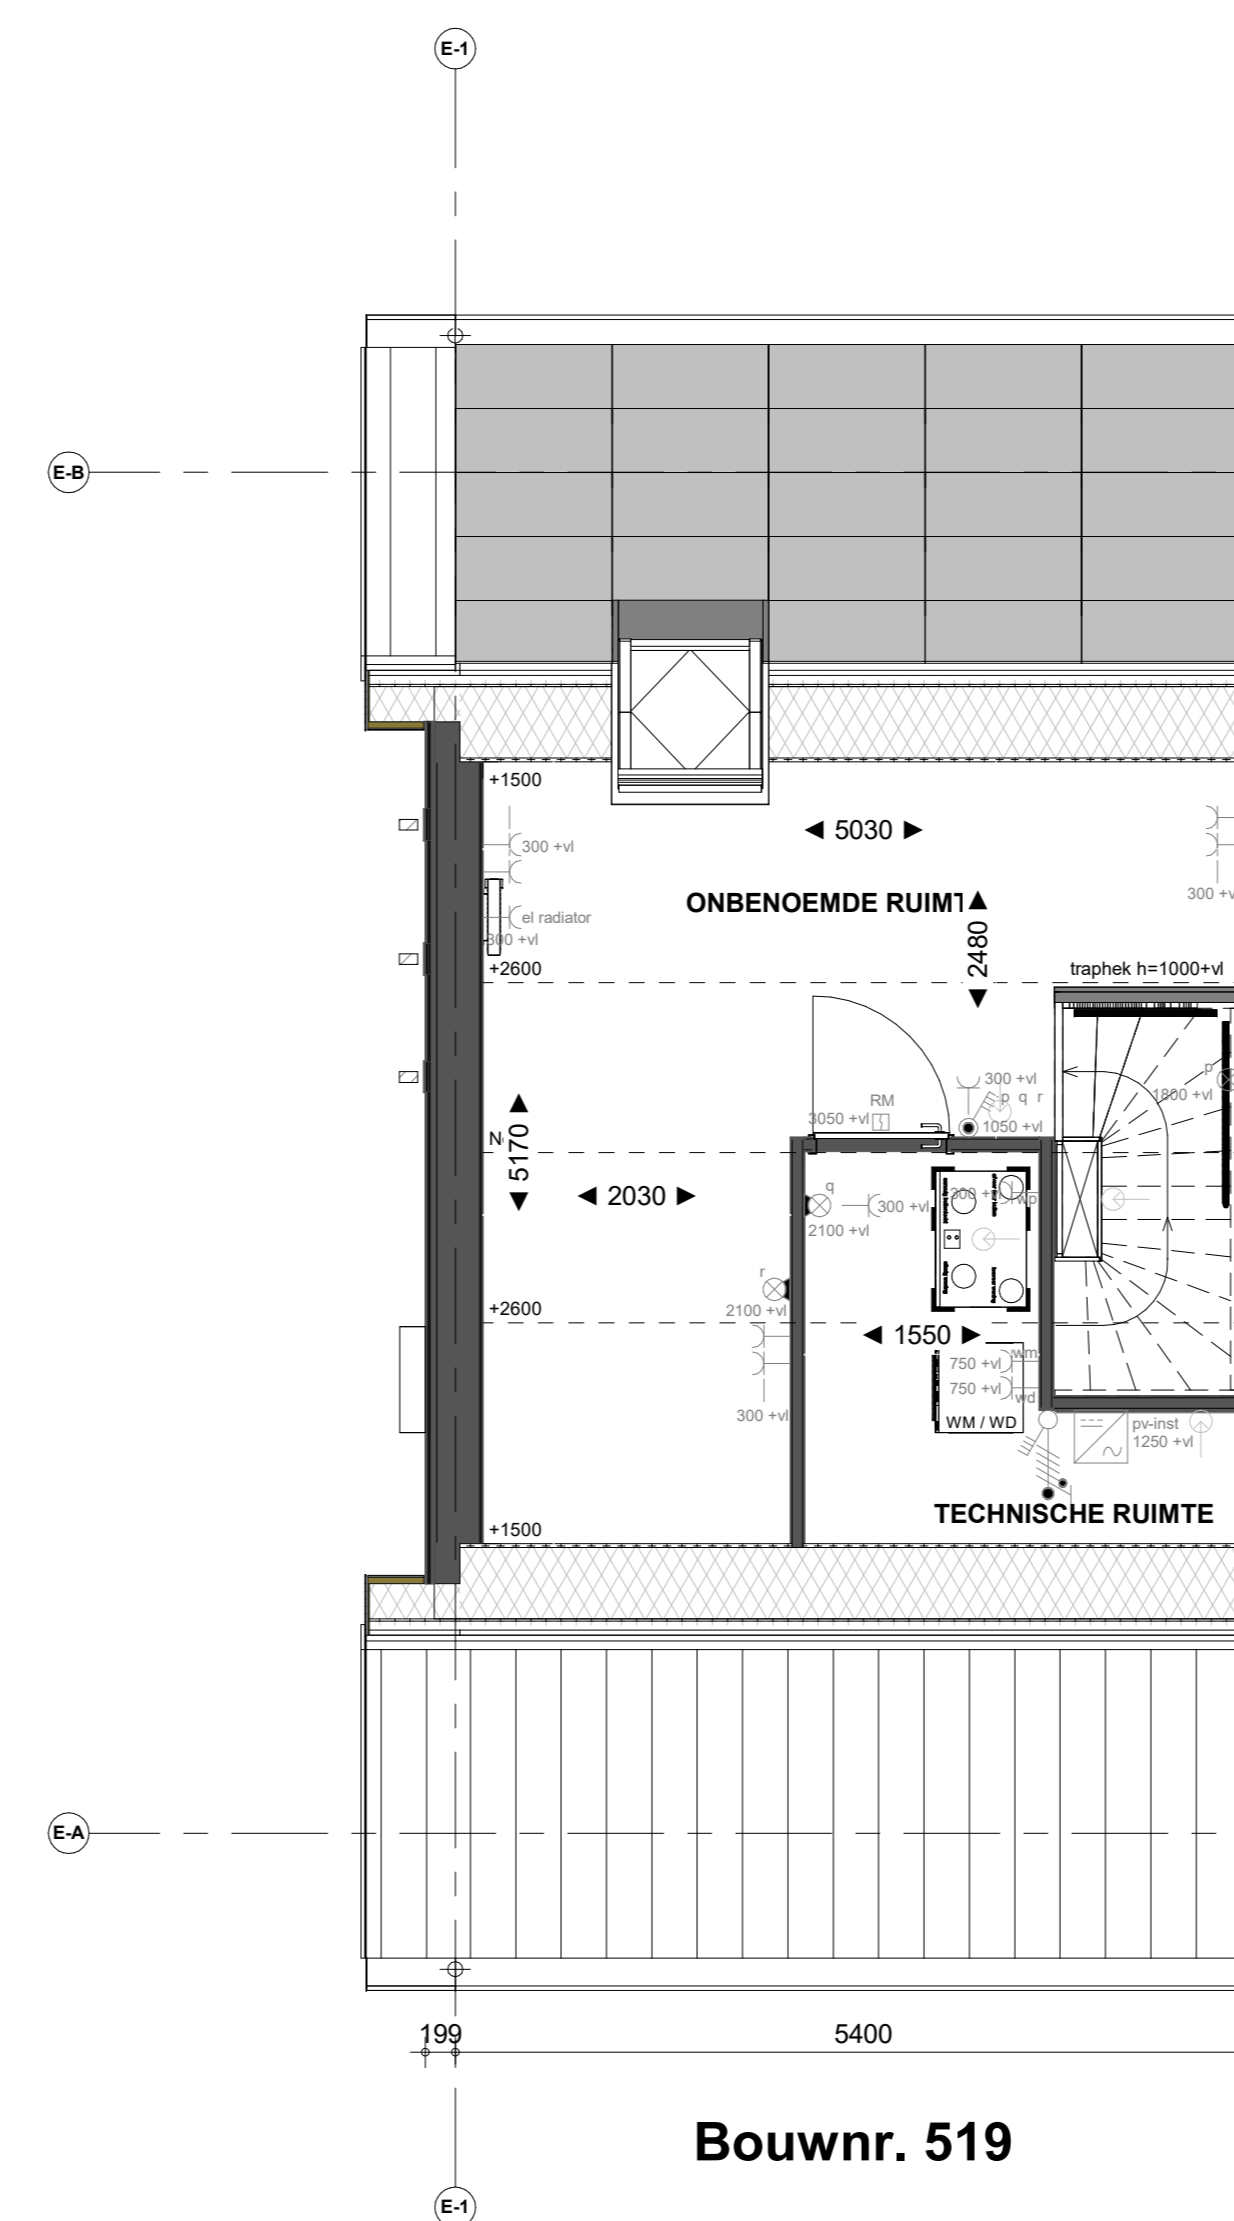 E-1
E-B
+1500
5030
300 +vl
ONBENOEMDE RUIMT
el radiator
300 +vl
300 +v
2480
+2600
traphek h=1000+vl
300 +vl
p q r
p
1800 +vl
RM
3050 +vl
1050 +vl
5170
N
2030
q
300 +vl
300 +vl
wp
2100 +vl
r
2100 +vl
+2600
1550
wm
750 +vl
750 +vl
wd
300 +vl
WM / WD
pv-inst
1250 +vl
TECHNISCHE RUIMTE
+1500
E-A
199
5400
Bouwnr. 519
E-1